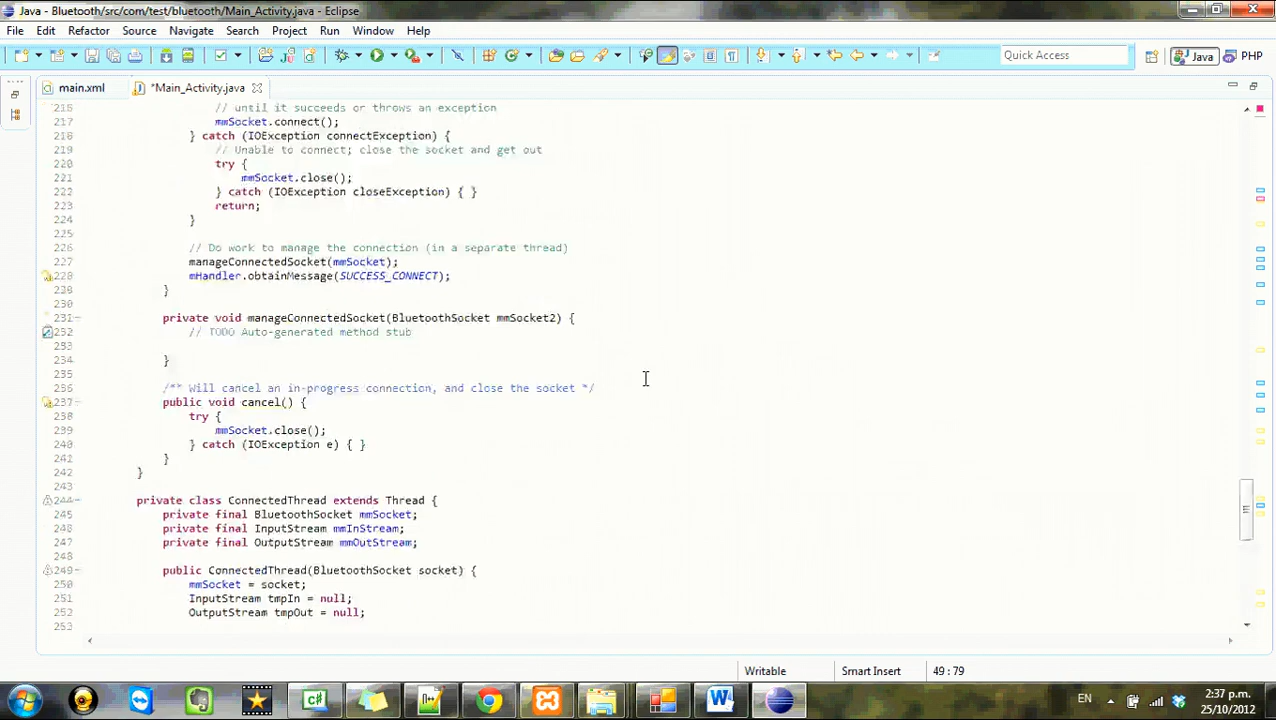 Java - Bluetooth/src/com/test/bluetooth/Main_Activity.java - Eclipse
File Edit Refactor Source Navigate Search Project Run Window Help
Quick Access Java PHP
main.xml *Main_Activity.java
216 // until it succeeds or throws an exception
217 mmSocket.connect();
218 } catch (IOException connectException) {
219 // Unable to connect; close the socket and get out
220 try {
221 mmSocket.close();
222 } catch (IOException closeException) { }
223 return;
224 }
225
226 // Do work to manage the connection (in a separate thread)
227 manageConnectedSocket(mmSocket);
228 mHandler.obtainMessage(SUCCESS_CONNECT);
229 }
230
231 private void manageConnectedSocket(BluetoothSocket mmSocket2) {
232 // TODO Auto-generated method stub
233
234 }
235
236 /** Will cancel an in-progress connection, and close the socket */
237 public void cancel() {
238 try {
239 mmSocket.close();
240 } catch (IOException e) { }
241 }
242 }
244 private class ConnectedThread extends Thread {
245 private final BluetoothSocket mmSocket;
246 private final InputStream mmInStream;
247 private final OutputStream mmOutStream;
248
249 public ConnectedThread(BluetoothSocket socket) {
250 mmSocket = socket;
251 InputStream tmpIn = null;
252 OutputStream tmpOut = null;
253
Writable Smart Insert 49 : 79
EN 2:37 p.m.
25/10/2012